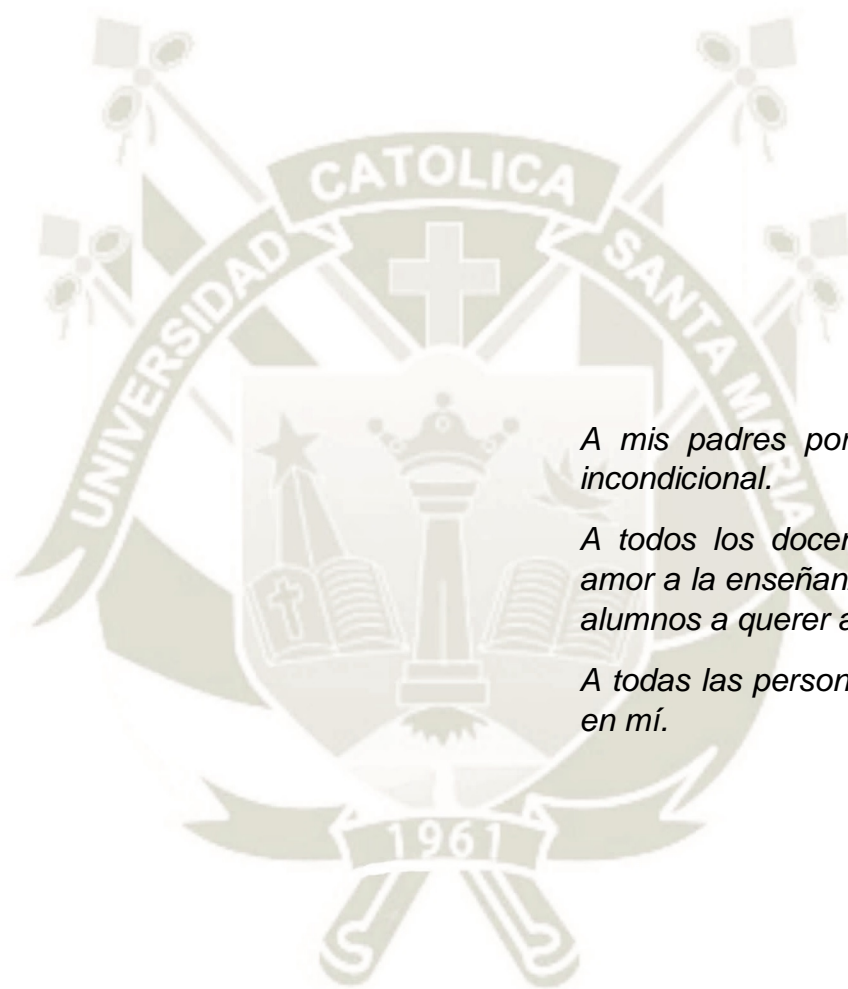 CATOLICA
UNIVERSIDAD
SANTA MARIA
A mis padres por
incondicional.
A todos los docen
amor a la enseñan
alumnos a querer a
A todas las person
en mí.
1961